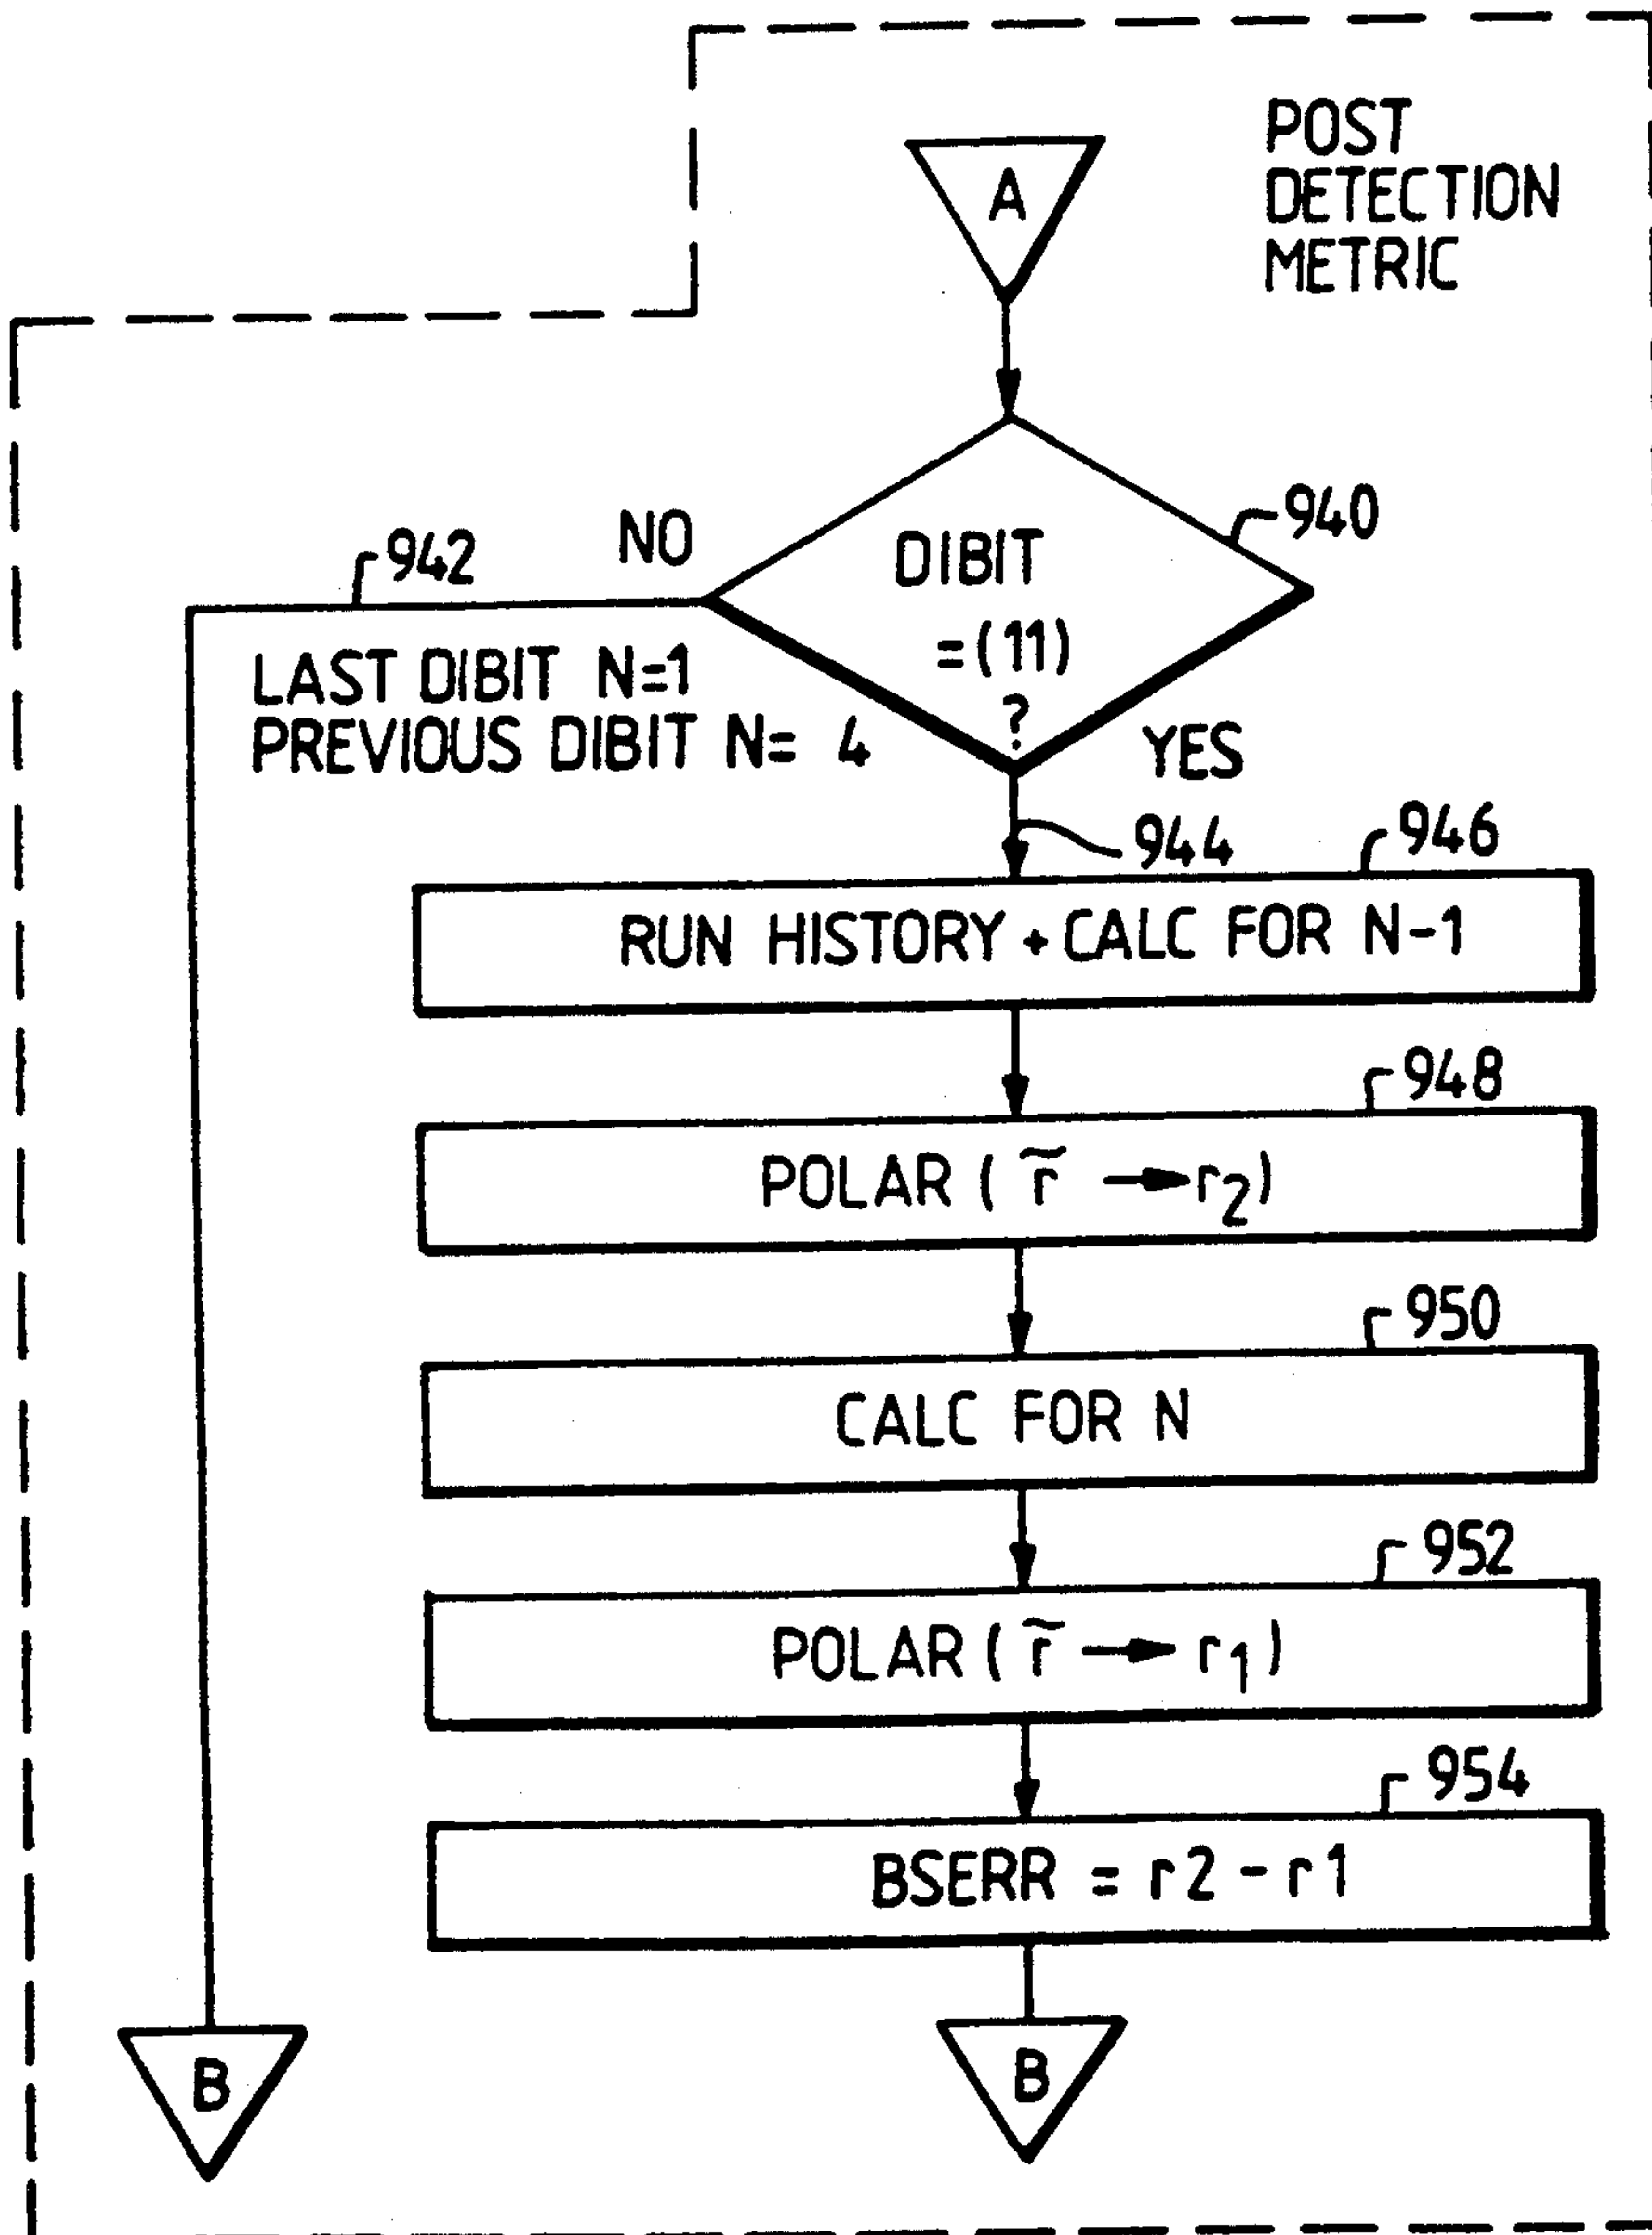 POST
DETECTION
METRIC
A
940
DIBIT
=(11)
?
NO
942
LAST DIBIT N=1
PREVIOUS DIBIT N= 4
YES
944
946
RUN HISTORY + CALC FOR N-1
948
POLAR ( r̃ → r₂)
950
CALC FOR N
952
POLAR ( r̃ → r₁ )
954
BSERR = r2 - r1
B
B